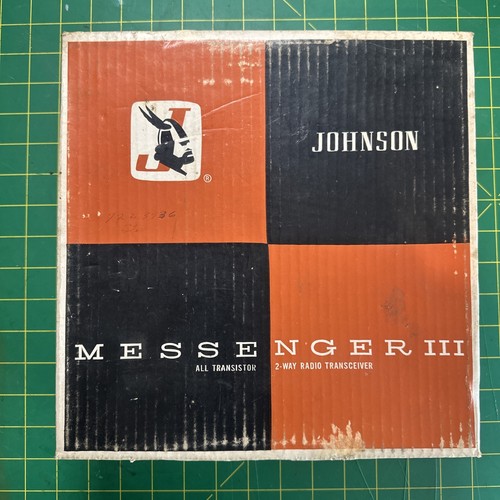 J
®
JOHNSON
MESSENGER III
ALL TRANSISTOR 2-WAY RADIO TRANSCEIVER